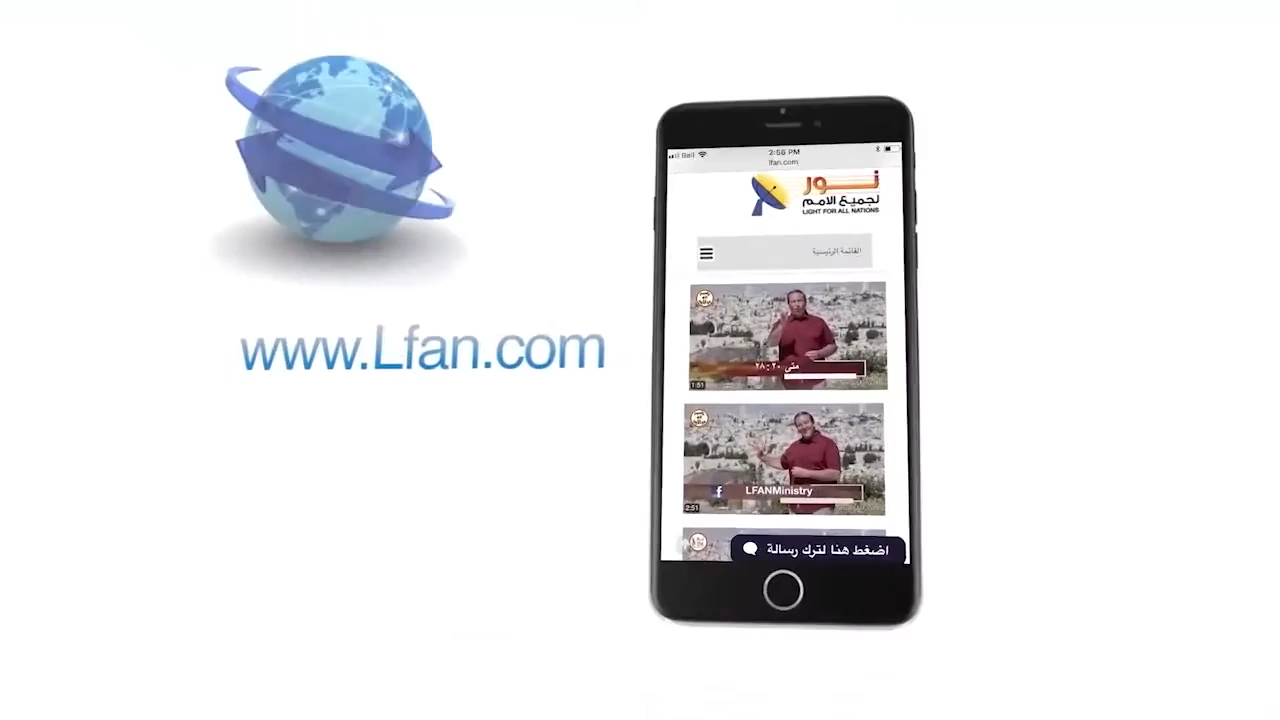 www.Lfan.com
Bell
2:56 PM
lfan.com
نور
لجميع الامم
LIGHT FOR ALL NATIONS
القائمة الرئيسية
متى ٢٠ : ٢٨
1:51
LFANMinistry
2:51
اضغط هنا لترك رسالة